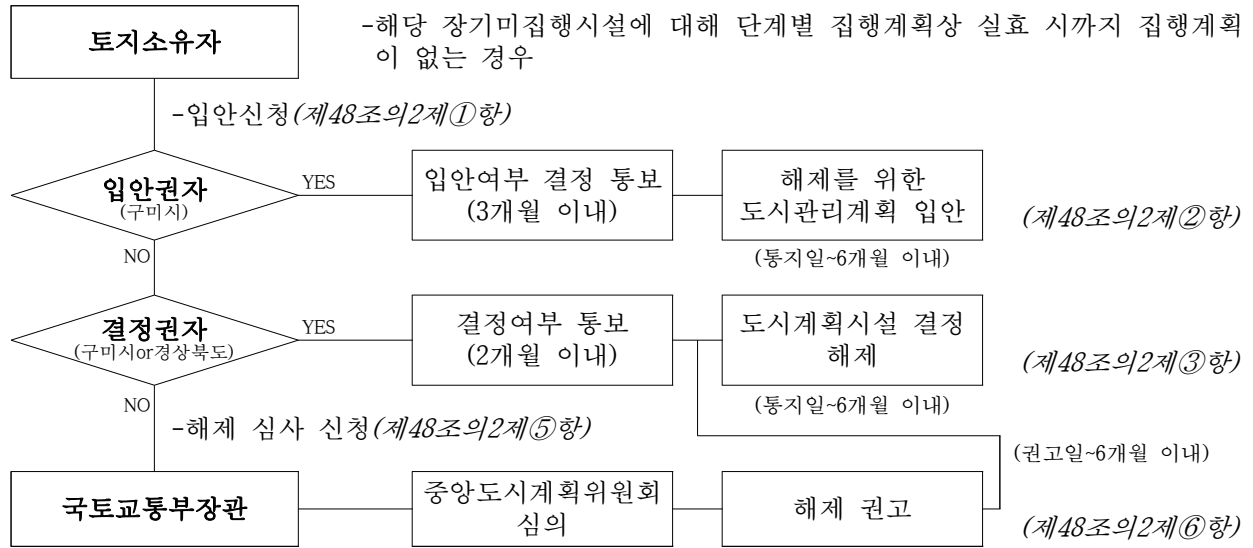 토지소유자
-해당 장기미집행시설에 대해 단계별 집행계획상 실효 시까지 집행계획
이 없는 경우
-입안신청(제48조의2제①항)
입안권자
(구미시)
YES
입안여부 결정 통보
(3개월 이내)
해제를 위한
도시관리계획 입안
(제48조의2제②항)
(통지일~6개월 이내)
NO
결정권자
(구미시or경상북도)
YES
결정여부 통보
(2개월 이내)
도시계획시설 결정
해제
(제48조의2제③항)
(통지일~6개월 이내)
NO
-해제 심사 신청(제48조의2제⑤항)
(권고일~6개월 이내)
국토교통부장관
중앙도시계획위원회
심의
해제 권고
(제48조의2제⑥항)